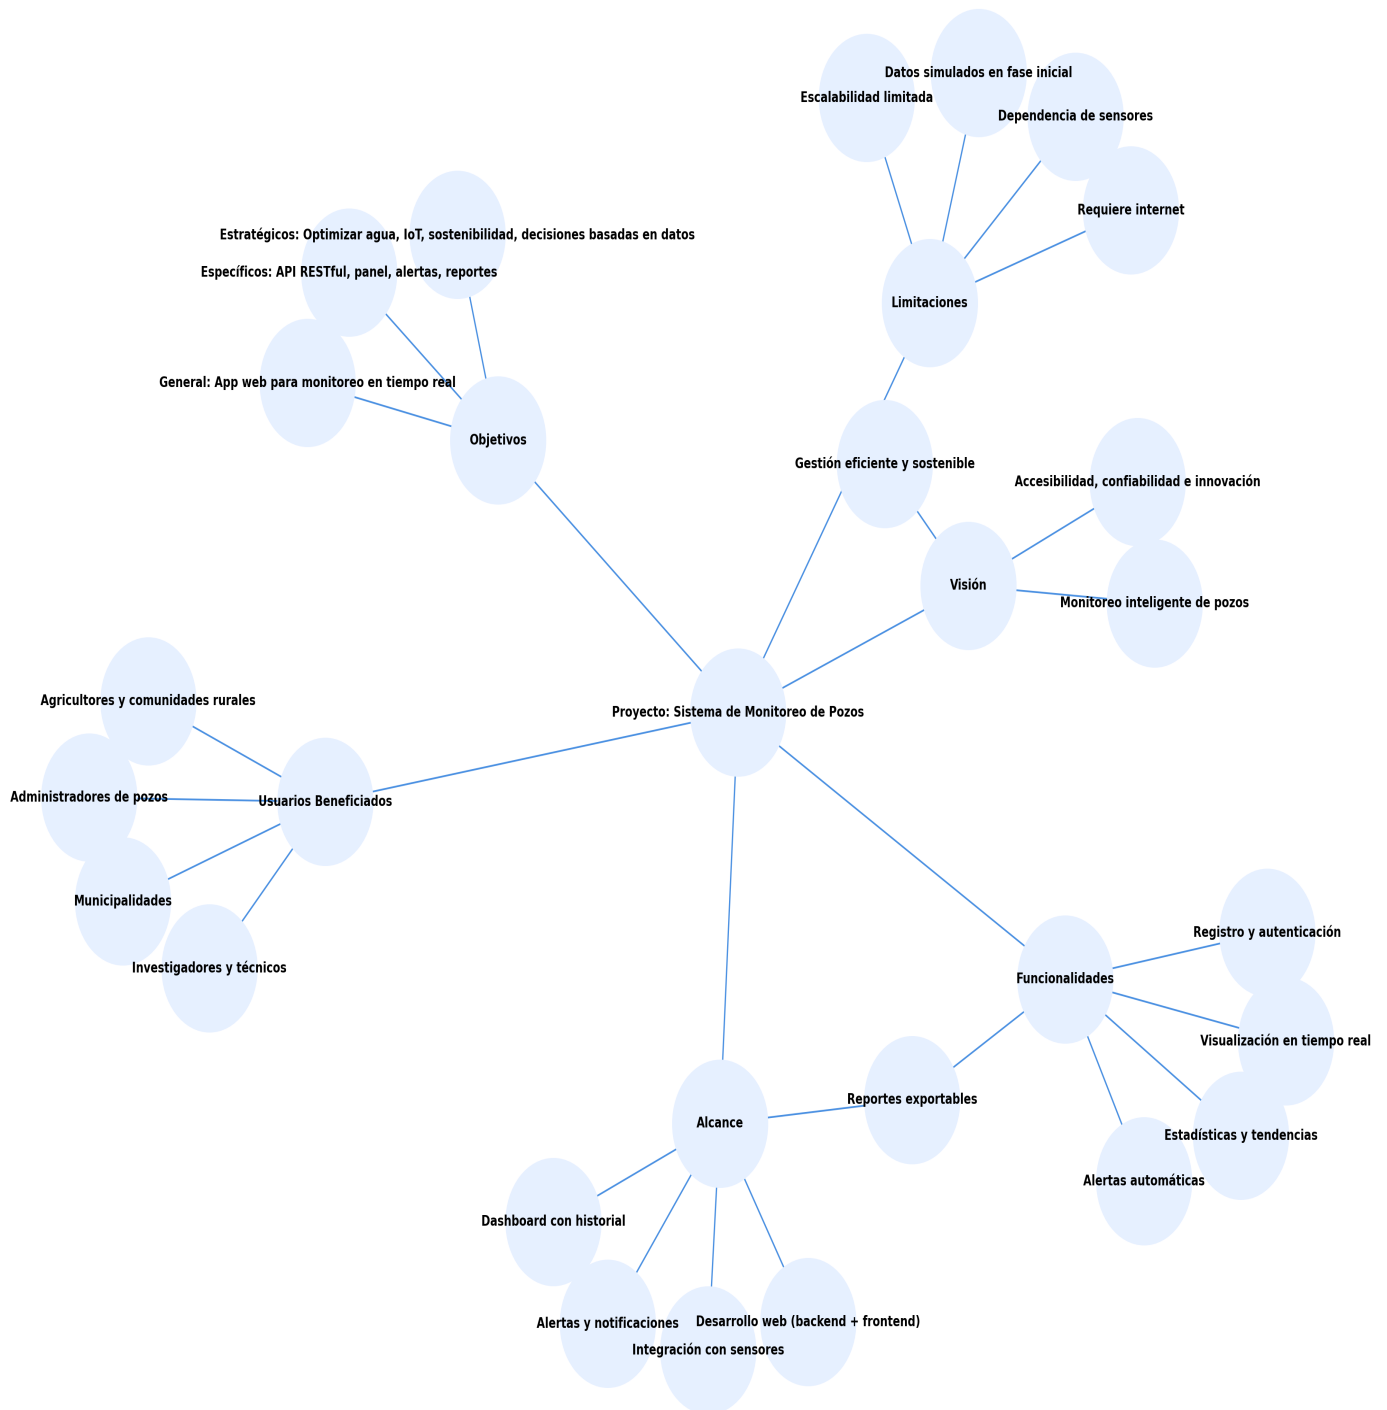 Datos simulados en fase inicial
Escalabilidad limitada
Dependencia de sensores
Requiere internet
Estratégicos: Optimizar agua, IoT, sostenibilidad, decisiones basadas en datos
Específicos: API RESTful, panel, alertas, reportes
Limitaciones
General: App web para monitoreo en tiempo real
Objetivos
Gestión eficiente y sostenible
Accesibilidad, confiabilidad e innovación
Visión
Monitoreo inteligente de pozos
Agricultores y comunidades rurales
Proyecto: Sistema de Monitoreo de Pozos
Administradores de pozos
Usuarios Beneficiados
Municipalidades
Registro y autenticación
Investigadores y técnicos
Funcionalidades
Visualización en tiempo real
Reportes exportables
Alcance
Estadísticas y tendencias
Alertas automáticas
Dashboard con historial
Alertas y notificaciones
Desarrollo web (backend + frontend)
Integración con sensores